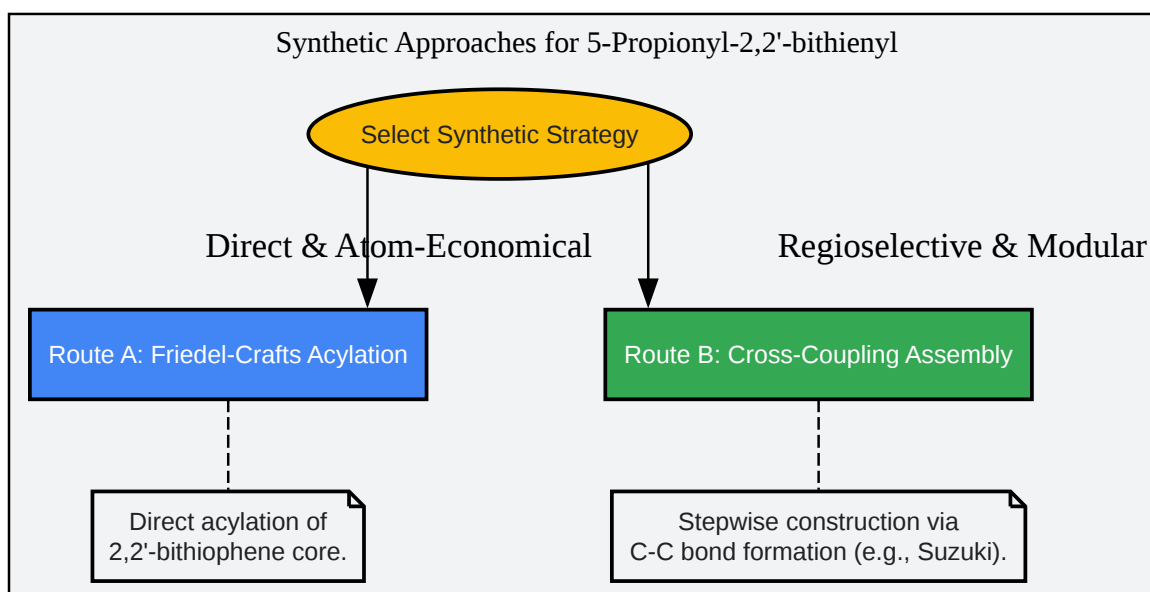 Synthetic Approaches for 5-Propionyl-2,2'-bithienyl
Select Synthetic Strategy
Direct & Atom-Economical
Regioselective & Modular
Route A: Friedel-Crafts Acylation
Route B: Cross-Coupling Assembly
Direct acylation of
2,2'-bithiophene core.
Stepwise construction via
C-C bond formation (e.g., Suzuki).